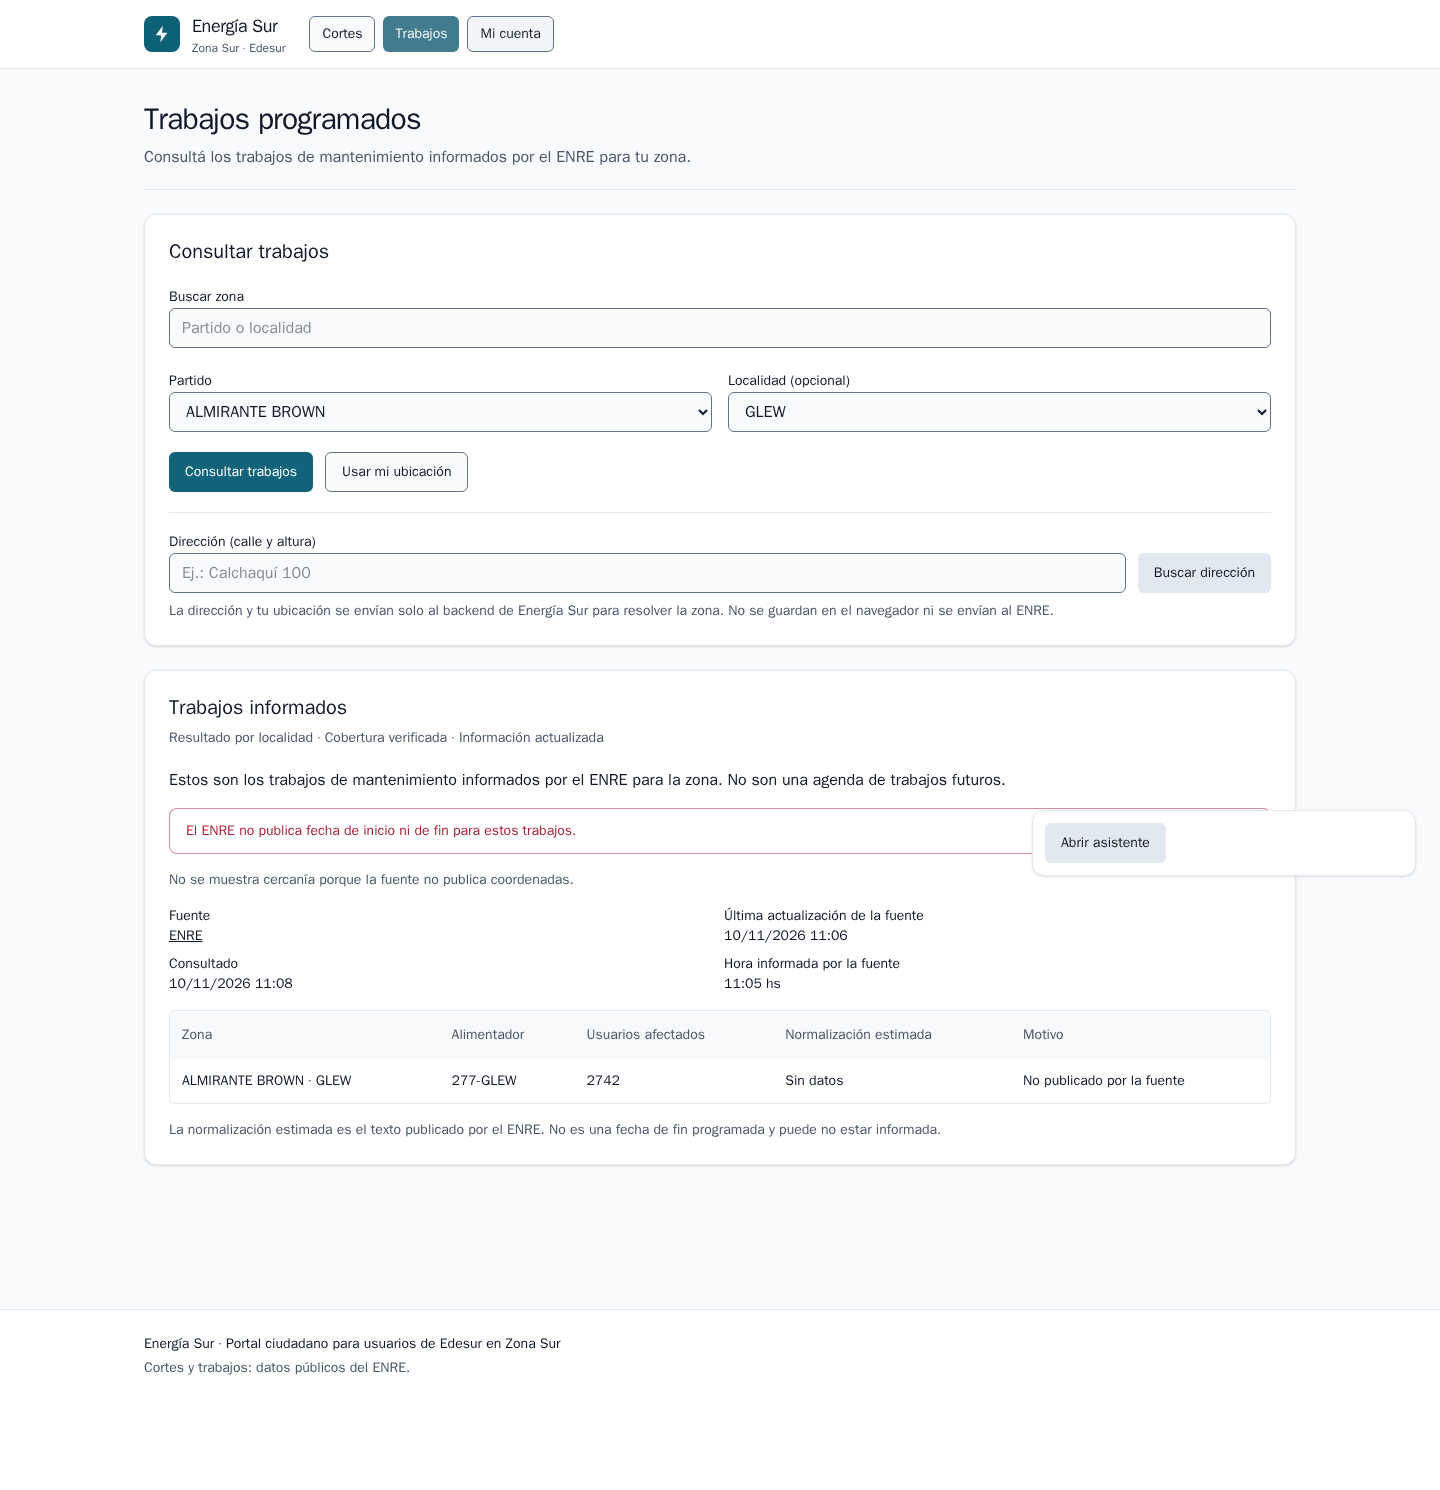 Energía Sur
Zona Sur · Edesur
Cortes
Trabajos
Mi cuenta
Trabajos programados
Consultá los trabajos de mantenimiento informados por el ENRE para tu zona.
Consultar trabajos
Buscar zona
Partido o localidad
Partido
Localidad (opcional)
ALMIRANTE BROWN
GLEW
Consultar trabajos
Usar mi ubicación
Dirección (calle y altura)
Ej.: Calchaquí 100
Buscar dirección
La dirección y tu ubicación se envían solo al backend de Energía Sur para resolver la zona. No se guardan en el navegador ni se envían al ENRE.
Trabajos informados
Resultado por localidad · Cobertura verificada · Información actualizada
Estos son los trabajos de mantenimiento informados por el ENRE para la zona. No son una agenda de trabajos futuros.
El ENRE no publica fecha de inicio ni de fin para estos trabajos.
Abrir asistente
No se muestra cercanía porque la fuente no publica coordenadas.
Fuente
ENRE
Última actualización de la fuente
10/11/2026 11:06
Consultado
10/11/2026 11:08
Hora informada por la fuente
11:05 hs
Zona Alimentador Usuarios afectados Normalización estimada Motivo
ALMIRANTE BROWN · GLEW 277-GLEW 2742 Sin datos No publicado por la fuente
La normalización estimada es el texto publicado por el ENRE. No es una fecha de fin programada y puede no estar informada.
Energía Sur · Portal ciudadano para usuarios de Edesur en Zona Sur
Cortes y trabajos: datos públicos del ENRE.